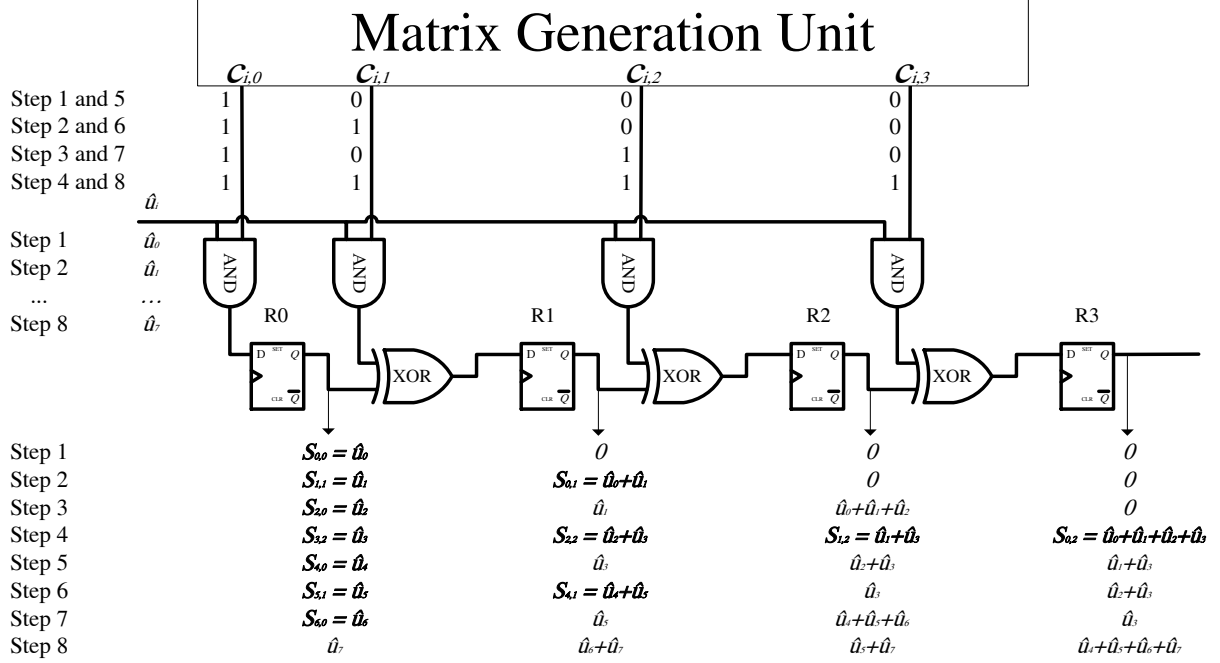 Matrix Generation Unit
C_{i,0} C_{i,1} C_{i,2} C_{i,3}
Step 1 and 5 1 0 0 0
Step 2 and 6 1 1 0 0
Step 3 and 7 1 0 1 0
Step 4 and 8 1 1 1 1
û_i
Step 1 û_0
Step 2 û_1
... ...
Step 8 û_7
AND AND AND AND
R0 R1 R2 R3
D SET Q D SET Q D SET Q D SET Q
XOR XOR XOR
CLR Q̅ CLR Q̅ CLR Q̅ CLR Q̅
Step 1 S_{0,0} = û_0 0 0 0
Step 2 S_{1,1} = û_1 S_{0,1} = û_0+û_1 0 0
Step 3 S_{2,0} = û_2 û_1 û_0+û_1+û_2 0
Step 4 S_{3,2} = û_3 S_{2,2} = û_2+û_3 S_{1,2} = û_1+û_3 S_{0,2} = û_0+û_1+û_2+û_3
Step 5 S_{4,0} = û_4 û_3 û_2+û_3 û_1+û_3
Step 6 S_{5,1} = û_5 S_{4,1} = û_4+û_5 û_3 û_2+û_3
Step 7 S_{6,0} = û_6 û_5 û_4+û_5+û_6 û_3
Step 8 û_7 û_6+û_7 û_5+û_7 û_4+û_5+û_6+û_7